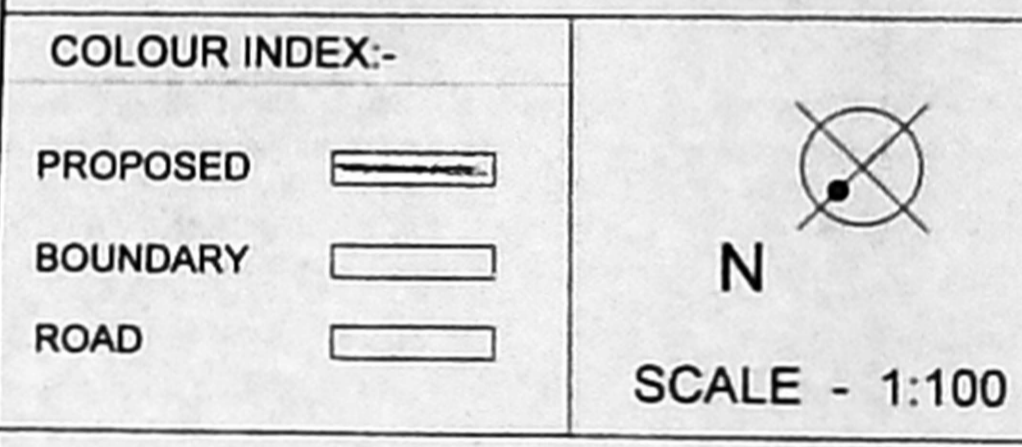 COLOUR INDEX:-
PROPOSED
BOUNDARY
ROAD
N
SCALE - 1:100